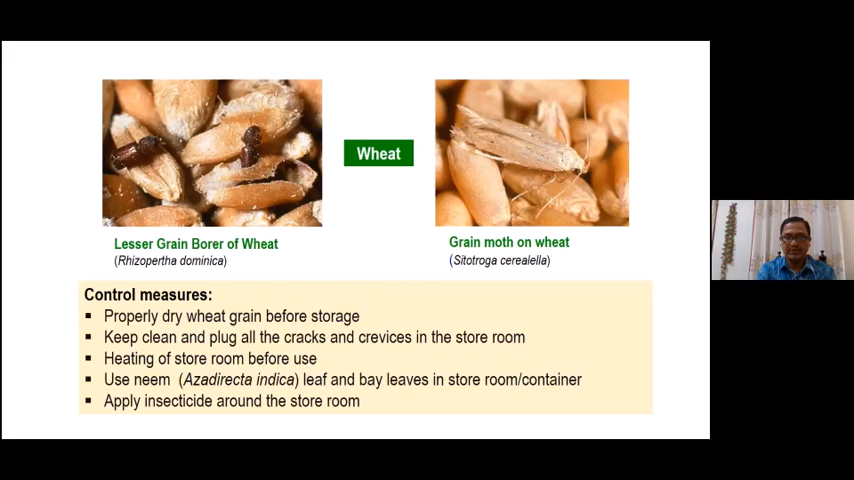 Wheat
Lesser Grain Borer of Wheat
(Rhizopertha dominica)
Grain moth on wheat
(Sitotroga cerealella)
Control measures:
▪ Properly dry wheat grain before storage
▪ Keep clean and plug all the cracks and crevices in the store room
▪ Heating of store room before use
▪ Use neem (Azadirecta indica) leaf and bay leaves in store room/container
▪ Apply insecticide around the store room